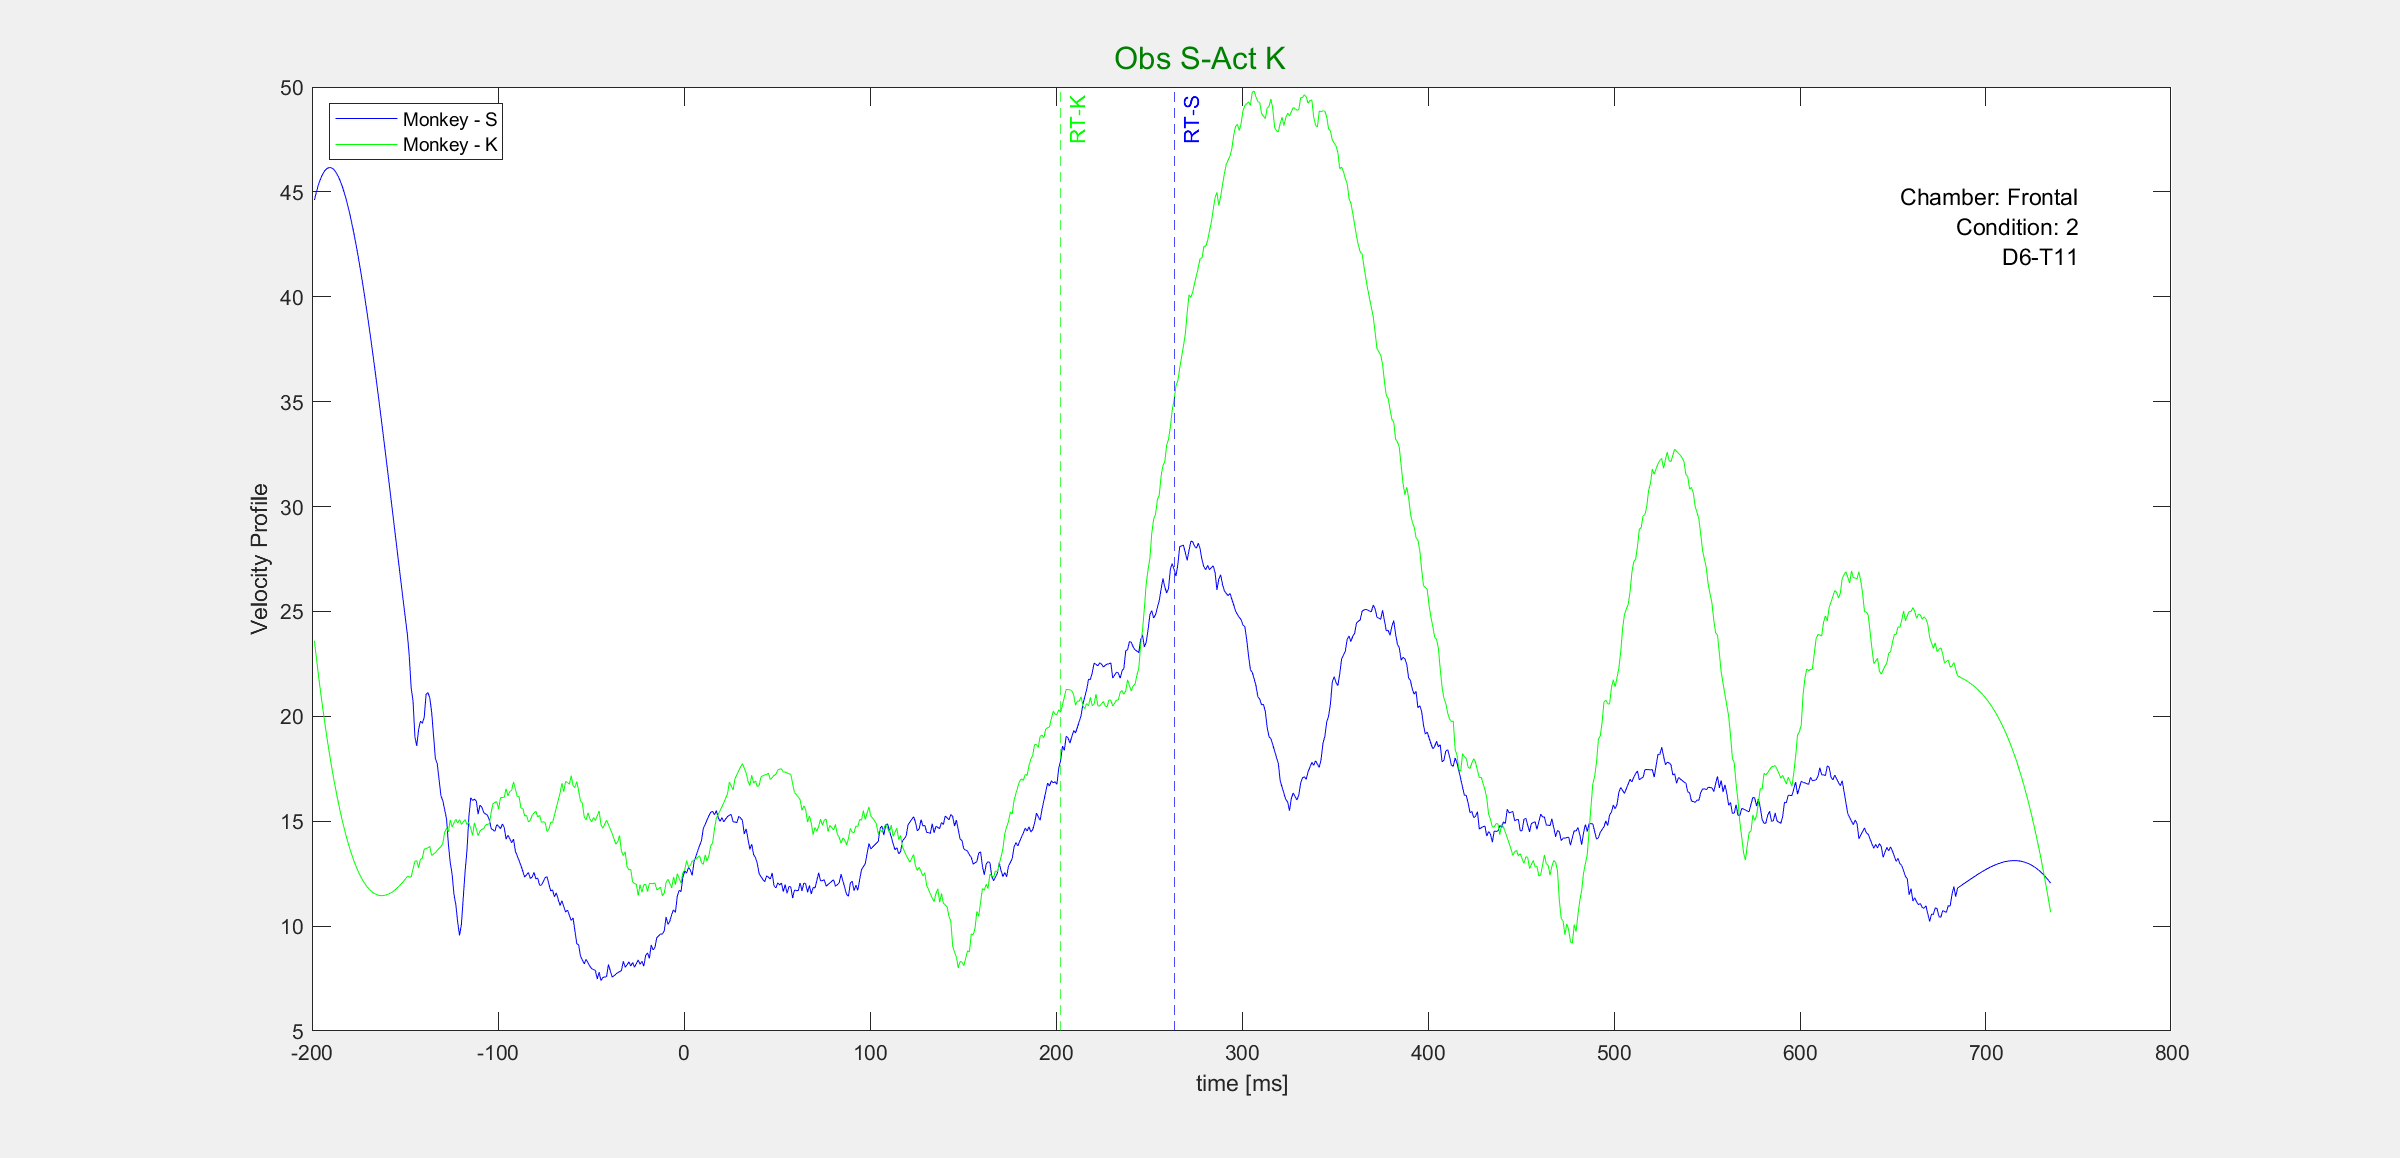 Obs S-Act K
50
45
40
35
30
25
20
15
10
5
Velocity Profile
Monkey - S
Monkey - K
RT-K
RT-S
Chamber: Frontal
Condition: 2
D6-T11
-200 -100 0 100 200 300 400 500 600 700 800
time [ms]